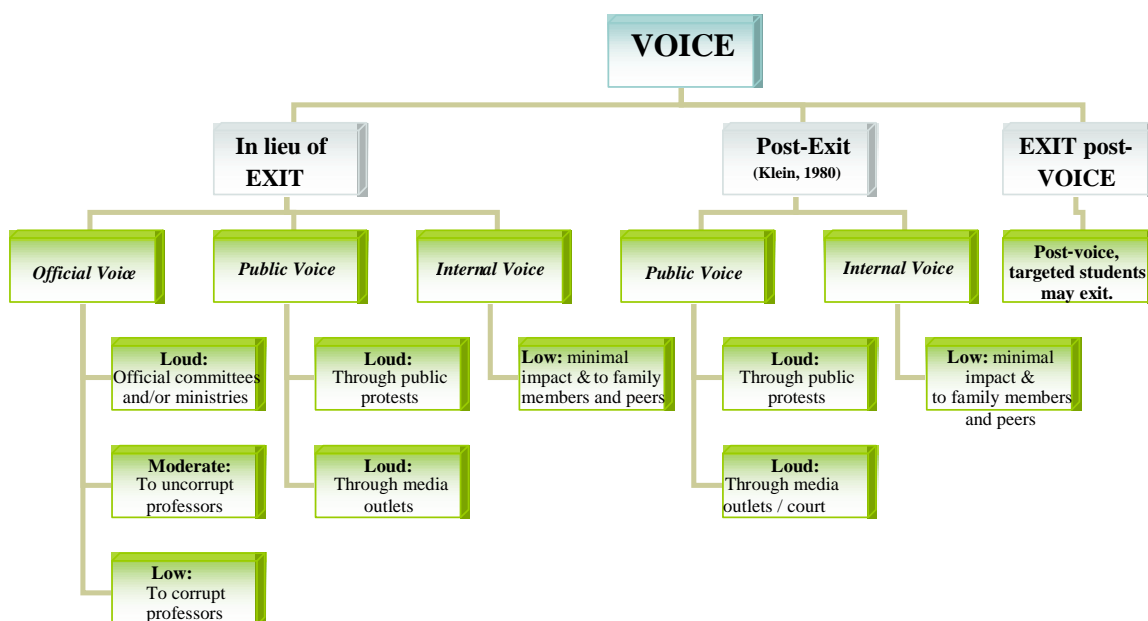 VOICE
In lieu of
EXIT
Post-Exit
(Klein, 1980)
EXIT post-
VOICE
Official Voice
Public Voice
Internal Voice
Public Voice
Internal Voice
Post-voice,
targeted students
may exit.
Loud:
Official committees
and/or ministries
Loud:
Through public
protests
Low: minimal
impact & to family
members and peers
Loud:
Through public
protests
Low: minimal
impact &
to family members
and peers
Moderate:
To uncorrupt
professors
Loud:
Through media
outlets
Loud:
Through media
outlets / court
Low:
To corrupt
professors